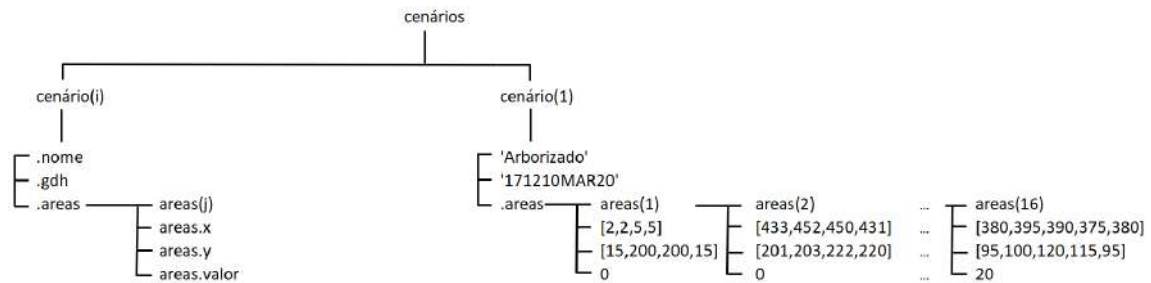 cenários
cenário(i) cenário(1)
.nome 'Arborizado'
.gdh '171210MAR20'
.areas areas(j) .areas areas(1) areas(2) ... areas(16)
areas.x [2,2,5,5] [433,452,450,431] ... [380,395,390,375,380]
areas.y [15,200,200,15] [201,203,222,220] ... [95,100,120,115,95]
areas.valor 0 0 ... 20